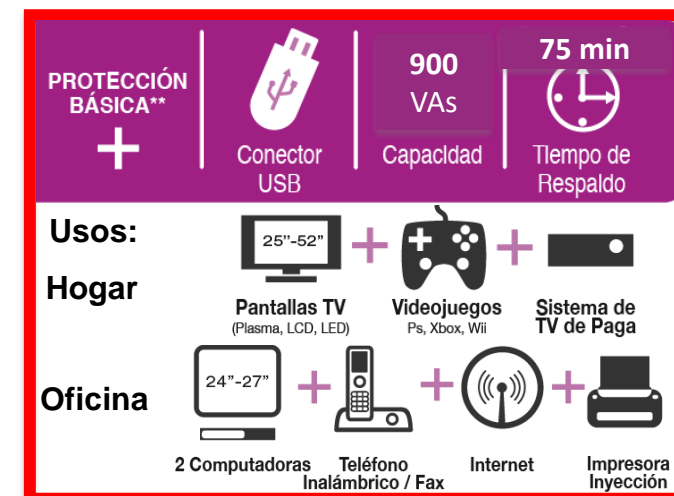 PROTECCIÓN
BÁSICA**
+
Conector
USB
900
VAs
Capacidad
75 min
Tiempo de
Respaldo
Usos:
Hogar
25”-52”
Pantallas TV
(Plasma, LCD, LED)
+
Videojuegos
Ps, Xbox, Wii
+
Sistema de
TV de Paga
Oficina
24”-27”
2 Computadoras
+
Teléfono
Inalámbrico / Fax
+
Internet
+
Impresora
Inyección